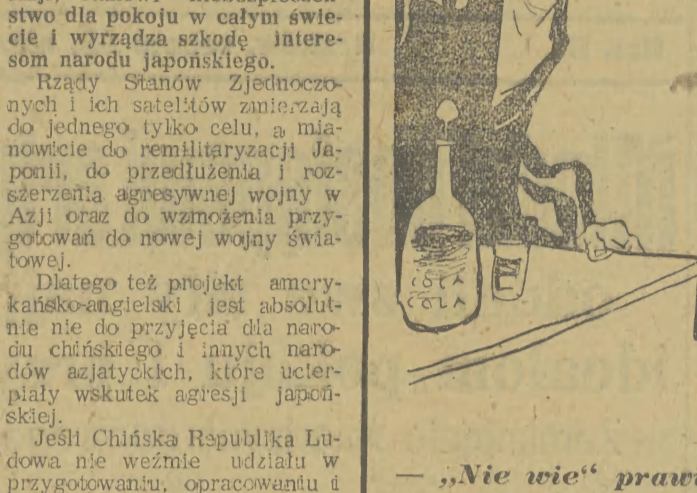 stwo dla pokoju w całym świe-
cie i wyrządza szkodę intere-
som narodu japońskiego.
Rządy Stanów Zjednoczo-
nych i ich satelitów zmierzają
do jednego tylko celu, a mia-
nowicie do remilitaryzacji Ja-
ponii, do przedłużenia i roz-
szerzenia agresywnej wojny w
Azji oraz do wzmożenia przy-
gotowań do nowej wojny świa-
towej.
Dlatego też projekt amery-
kańsko-angielski jest absolut-
nie nie do przyjęcia dla naro-
du chińskiego i innych naro-
dów azjatyckich, które ucier-
piały wskutek agresji japoń-
skiej.
Jeśli Chińska Republika Lu-
dowa nie weźmie udziału w
przygotowaniu, opracowaniu i
COLA
COLA
— „Nie wie“ praw